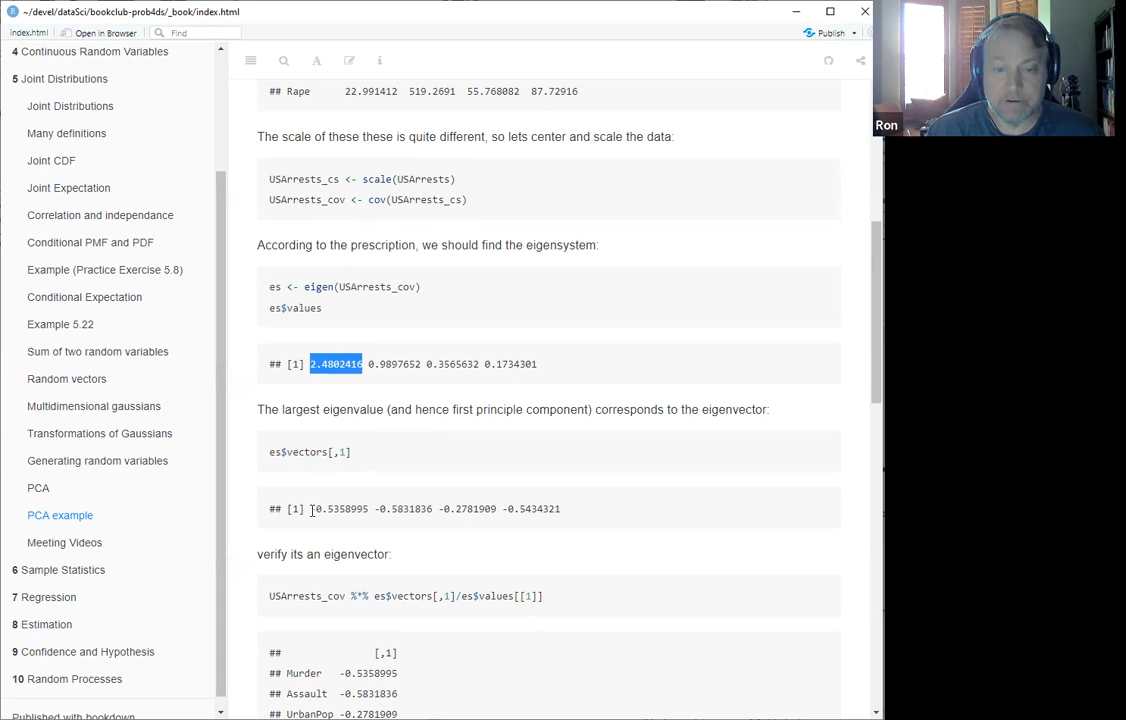 ~/devel/dataSci/bookclub-prob4ds/_book/index.html
index.html Open in Browser Find Publish
4 Continuous Random Variables
5 Joint Distributions
Joint Distributions
Many definitions
Joint CDF
Joint Expectation
Correlation and independance
Conditional PMF and PDF
Example (Practice Exercise 5.8)
Conditional Expectation
Example 5.22
Sum of two random variables
Random vectors
Multidimensional gaussians
Transformations of Gaussians
Generating random variables
PCA
PCA example
Meeting Videos
6 Sample Statistics
7 Regression
8 Estimation
9 Confidence and Hypothesis
10 Random Processes
Published with bookdown
## Rape 22.991412 519.2691 55.768082 87.72916
The scale of these these is quite different, so lets center and scale the data:
USArrests_cs <- scale(USArrests)
USArrests_cov <- cov(USArrests_cs)
According to the prescription, we should find the eigensystem:
es <- eigen(USArrests_cov)
es$values
## [1] 2.4802416 0.9897652 0.3565632 0.1734301
The largest eigenvalue (and hence first principle component) corresponds to the eigenvector:
es$vectors[,1]
## [1] -0.5358995 -0.5831836 -0.2781909 -0.5434321
verify its an eigenvector:
USArrests_cov %*% es$vectors[,1]/es$values[[1]]
## [,1]
## Murder -0.5358995
## Assault -0.5831836
## UrbanPop -0.2781909
Ron